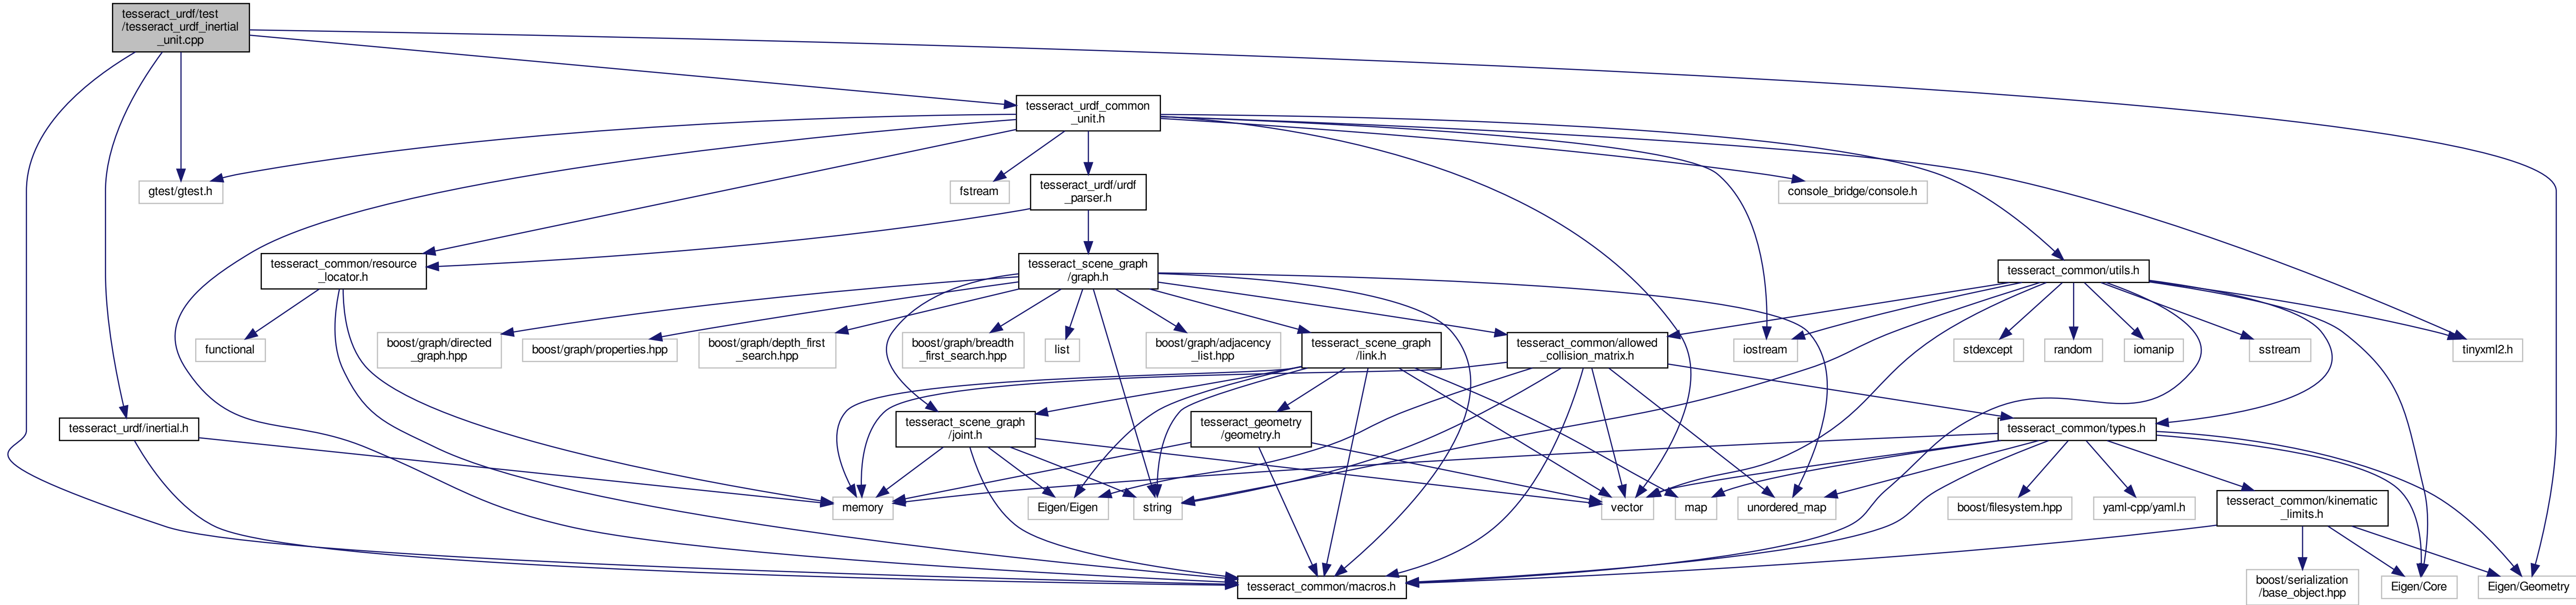 tesseract_urdf/test
/tesseract_urdf_inertial
_unit.cpp
tesseract_urdf_common
_unit.h
gtest/gtest.h
fstream
tesseract_urdf/urdf
_parser.h
console_bridge/console.h
tesseract_common/resource
_locator.h
tesseract_scene_graph
/graph.h
tesseract_common/utils.h
functional
boost/graph/directed
_graph.hpp
boost/graph/properties.hpp
boost/graph/depth_first
_search.hpp
boost/graph/breadth
_first_search.hpp
list
boost/graph/adjacency
_list.hpp
tesseract_scene_graph
/link.h
tesseract_common/allowed
_collision_matrix.h
iostream
stdexcept
random
iomanip
sstream
tinyxml2.h
tesseract_urdf/inertial.h
tesseract_scene_graph
/joint.h
tesseract_geometry
/geometry.h
tesseract_common/types.h
memory
Eigen/Eigen
string
vector
map
unordered_map
boost/filesystem.hpp
yaml-cpp/yaml.h
tesseract_common/kinematic
_limits.h
tesseract_common/macros.h
boost/serialization
/base_object.hpp
Eigen/Core
Eigen/Geometry